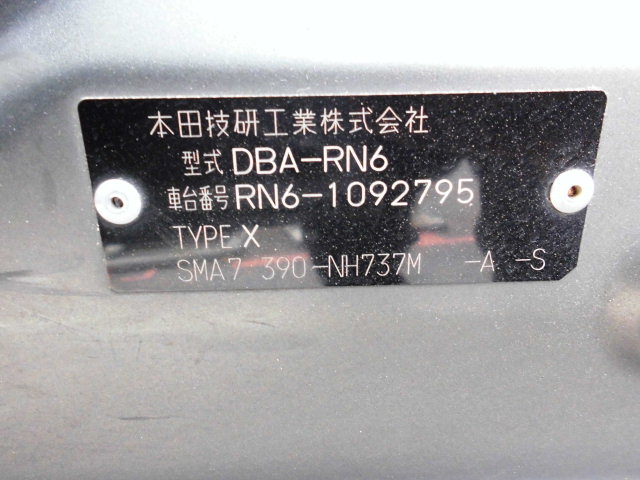 本田技研工業株式会社
型式 DBA-RN6
車台番号 RN6-1092795
TYPE X
SMA7 390-NH737M -A -S